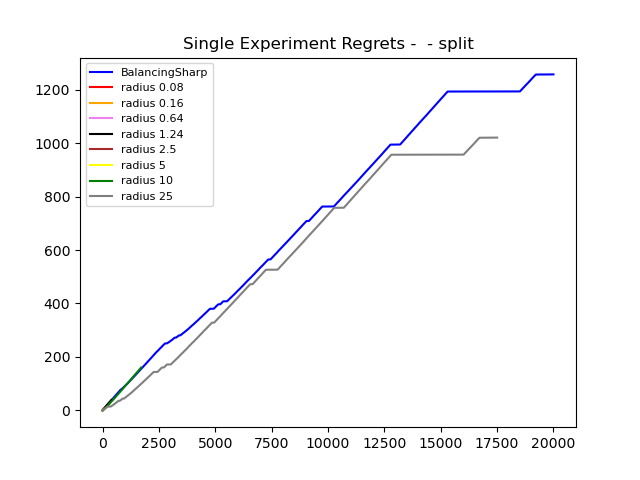 Single Experiment Regrets -  - split
1200
1000
800
600
400
200
0
BalancingSharp
radius 0.08
radius 0.16
radius 0.64
radius 1.24
radius 2.5
radius 5
radius 10
radius 25
0 2500 5000 7500 10000 12500 15000 17500 20000